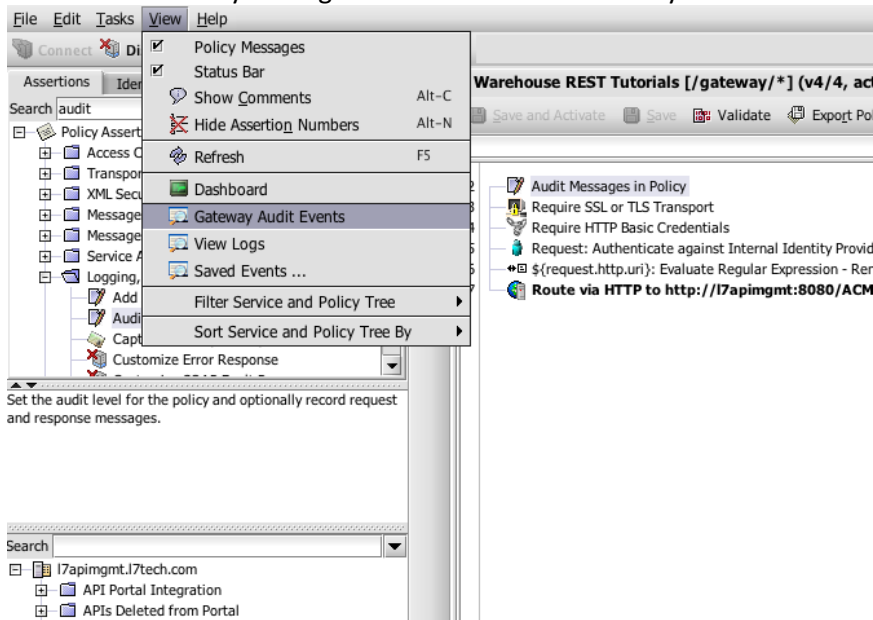 File Edit Tasks View Help
Connect Di
Policy Messages
Status Bar
Show Comments Alt-C
Hide Assertion Numbers Alt-N
Refresh F5
Dashboard
Gateway Audit Events
View Logs
Saved Events ...
Filter Service and Policy Tree
Sort Service and Policy Tree By
Assertions Iden
Search audit
Policy Assert
Access C
Transpor
XML Secu
Message
Message
Service A
Logging,
Add
Audi
Capt
Customize Error Response
Set the audit level for the policy and optionally record request
and response messages.
Search
l7apimgmt.l7tech.com
API Portal Integration
APIs Deleted from Portal
Warehouse REST Tutorials [/gateway/*] (v4/4, act
Save and Activate Save Validate Export Pol
Audit Messages in Policy
Require SSL or TLS Transport
Require HTTP Basic Credentials
Request: Authenticate against Internal Identity Provid
${request.http.uri}: Evaluate Regular Expression - Ren
Route via HTTP to http://l7apimgmt:8080/ACM